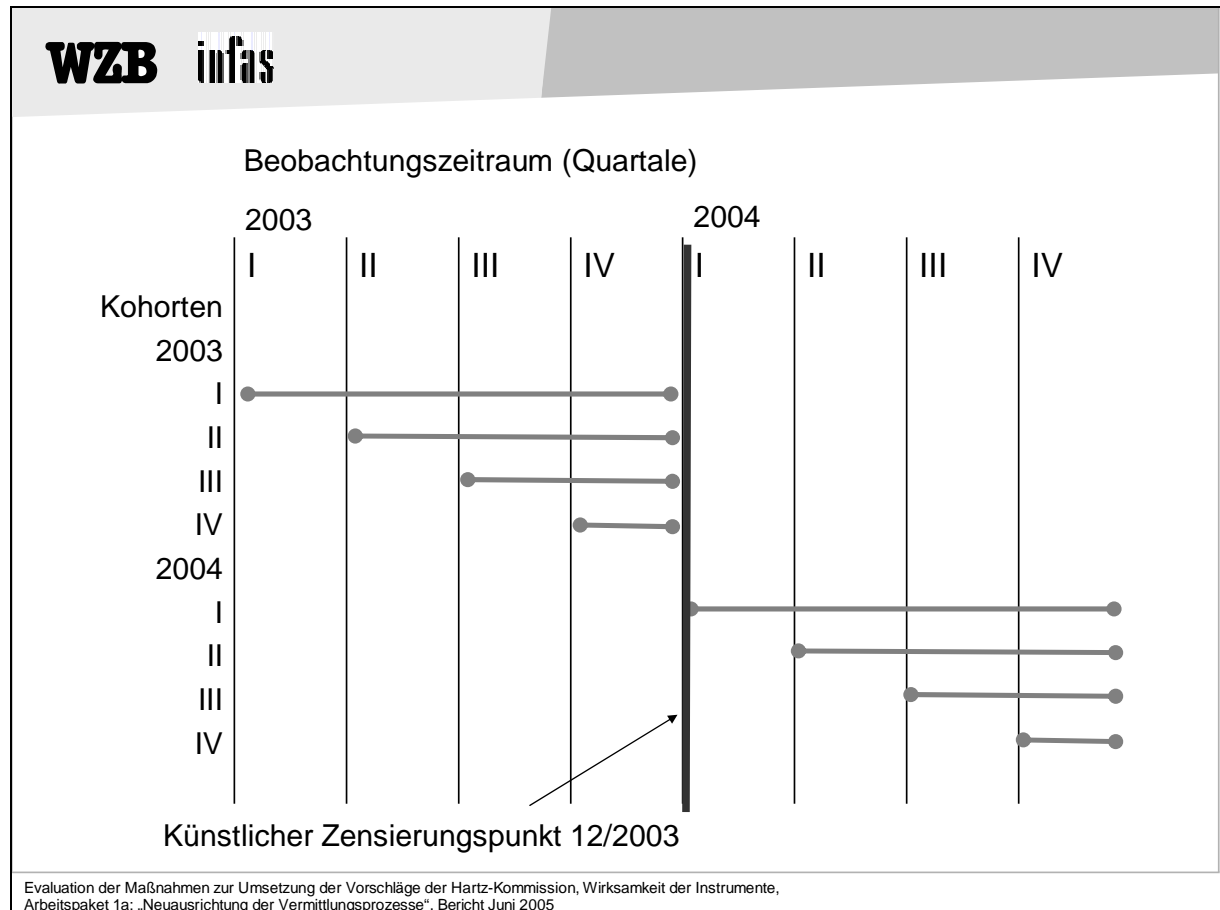 WZB infas
Beobachtungszeitraum (Quartale)
2003 2004
I II III IV I II III IV
Kohorten
2003
I
II
III
IV
2004
I
II
III
IV
Künstlicher Zensierungspunkt 12/2003
Evaluation der Maßnahmen zur Umsetzung der Vorschläge der Hartz-Kommission, Wirksamkeit der Instrumente,
Arbeitspaket 1a: „Neuausrichtung der Vermittlungsprozesse“. Bericht Juni 2005